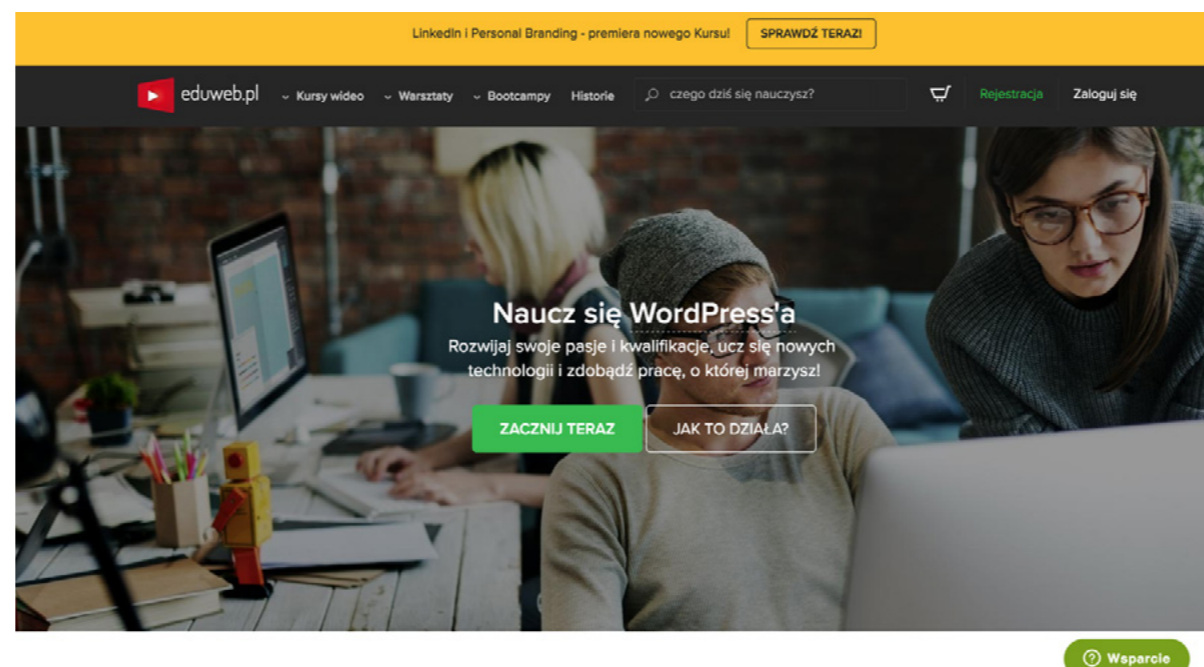 LinkedIn i Personal Branding - premiera nowego Kursu! SPRAWDŹ TERAZ!
eduweb.pl Kursy wideo Warsztaty Bootcampy Historie czego dziś się nauczysz? Rejestracja Zaloguj się
Naucz się WordPress'a
Rozwijaj swoje pasje i kwalifikacje, ucz się nowych
technologii i zdobądź pracę, o której marzysz!
ZACZNIJ TERAZ JAK TO DZIAŁA?
Wsparcie